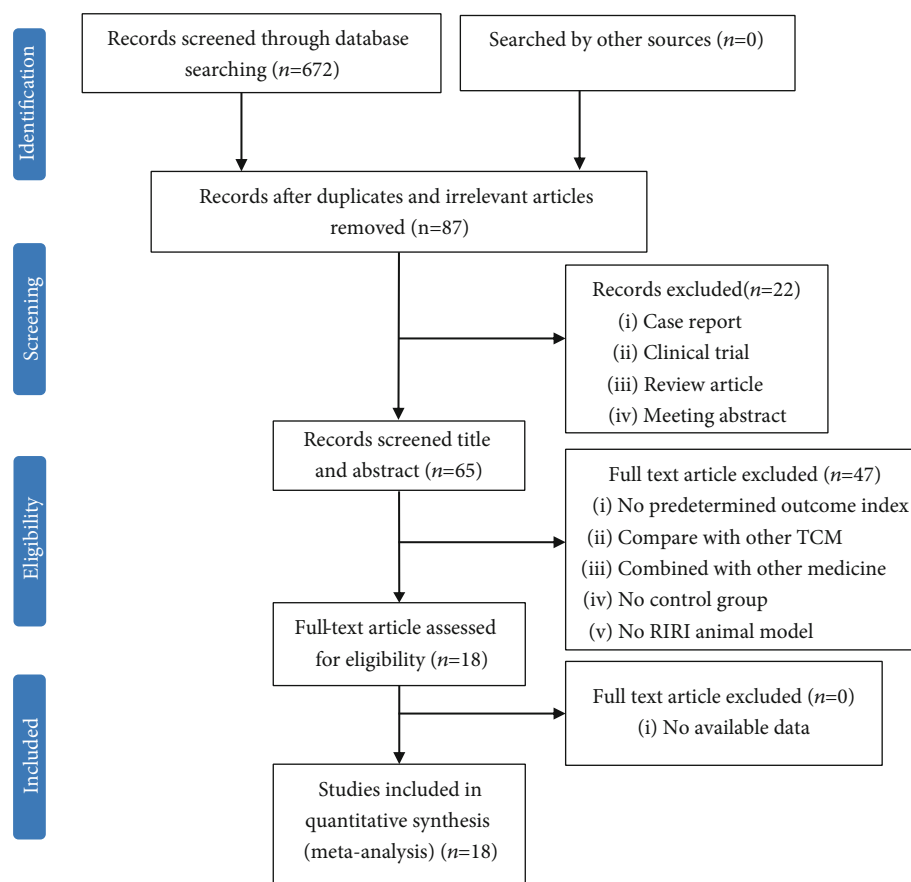 Identification
Records screened through database
searching (n=672)
Searched by other sources (n=0)
Records after duplicates and irrelevant articles
removed (n=87)
Screening
Records excluded(n=22)
(i) Case report
(ii) Clinical trial
(iii) Review article
(iv) Meeting abstract
Records screened title
and abstract (n=65)
Eligibility
Full text article excluded (n=47)
(i) No predetermined outcome index
(ii) Compare with other TCM
(iii) Combined with other medicine
(iv) No control group
(v) No RIRI animal model
Full-text article assessed
for eligibility (n=18)
Included
Full text article excluded (n=0)
(i) No available data
Studies included in
quantitative synthesis
(meta-analysis) (n=18)